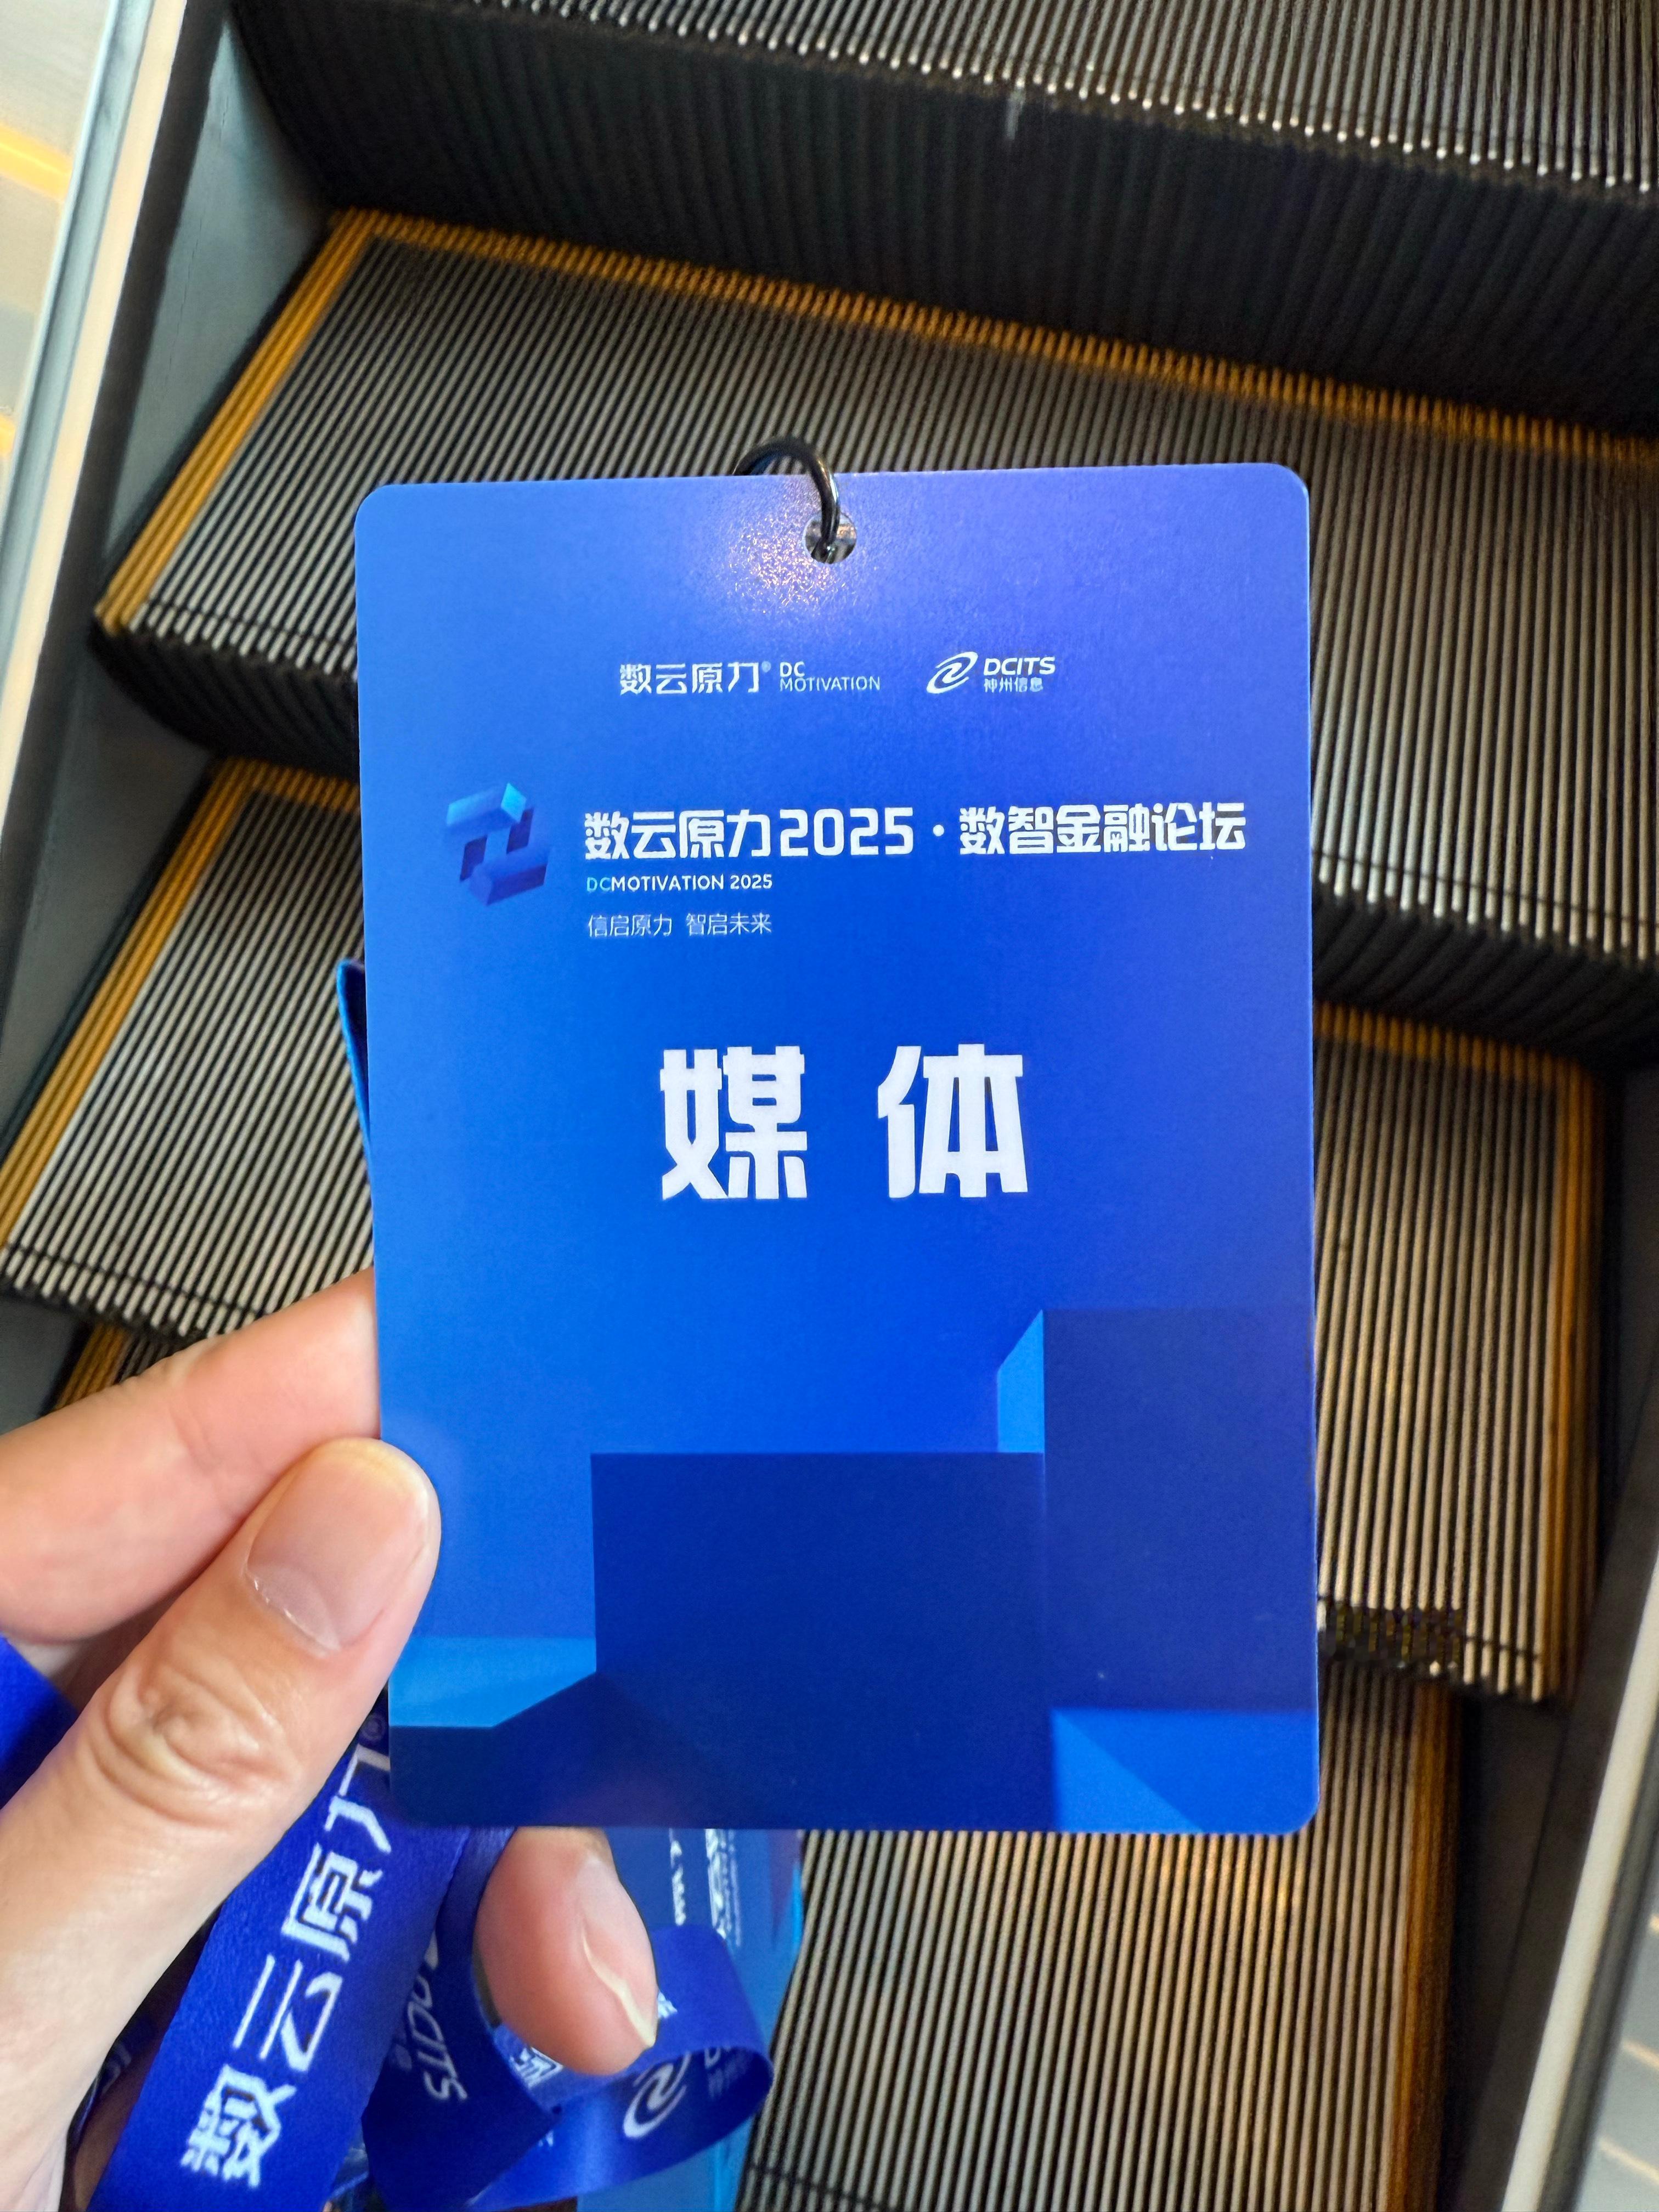 数云原力® DC MOTIVATION
DCITS 神州信息
数云原力2025·数智金融论坛
DCMOTIVATION 2025
信启原力 智启未来
媒体
数云原力®
DCITS